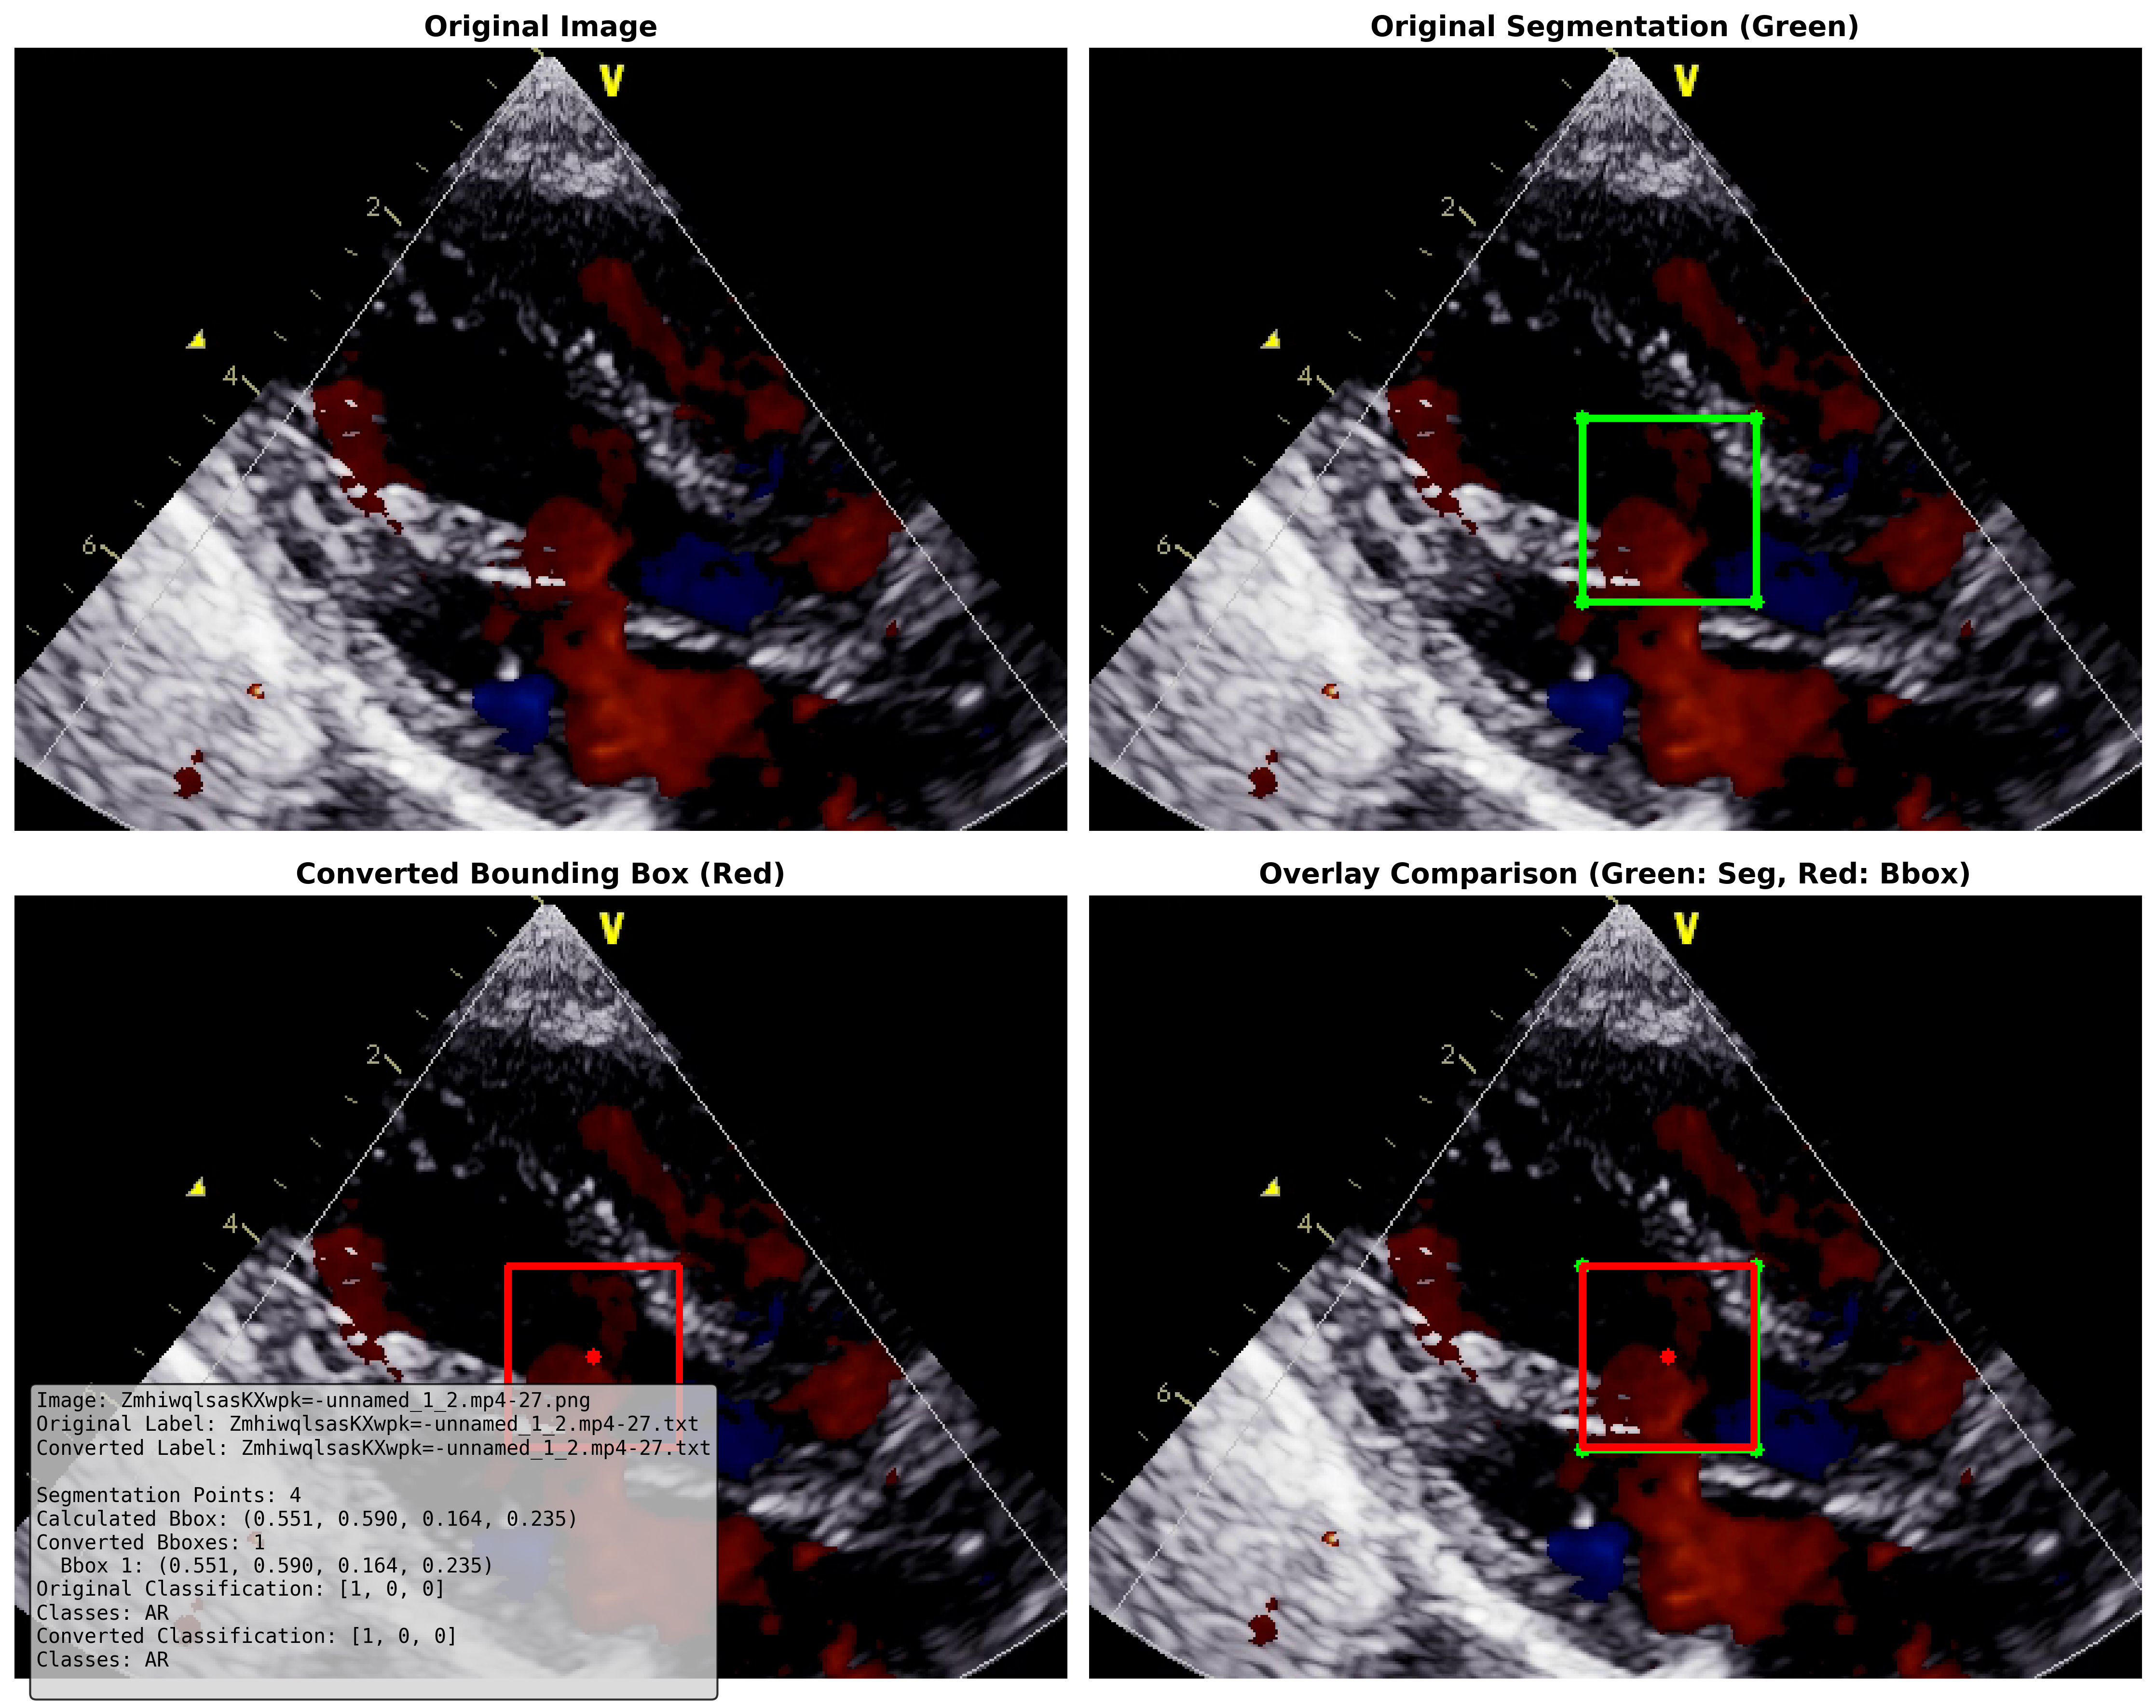 Original Image
Original Segmentation (Green)
V
2
4
6
V
2
4
6
Converted Bounding Box (Red)
Overlay Comparison (Green: Seg, Red: Bbox)
V
2
4
V
2
4
6
Image: ZmhiwqlsasKXwpk=-unnamed_1_2.mp4-27.png
Original Label: ZmhiwqlsasKXwpk=-unnamed_1_2.mp4-27.txt
Converted Label: ZmhiwqlsasKXwpk=-unnamed_1_2.mp4-27.txt
Segmentation Points: 4
Calculated Bbox: (0.551, 0.590, 0.164, 0.235)
Converted Bboxes: 1
Bbox 1: (0.551, 0.590, 0.164, 0.235)
Original Classification: [1, 0, 0]
Classes: AR
Converted Classification: [1, 0, 0]
Classes: AR